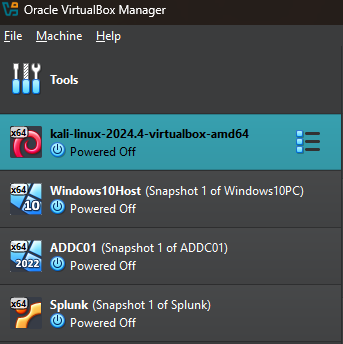 Oracle VirtualBox Manager
File Machine Help
Tools
x64
kali-linux-2024.4-virtualbox-amd64
Powered Off
x64
10
Windows10Host (Snapshot 1 of Windows10PC)
Powered Off
x64
2022
ADDC01 (Snapshot 1 of ADDC01)
Powered Off
x64
Splunk (Snapshot 1 of Splunk)
Powered Off